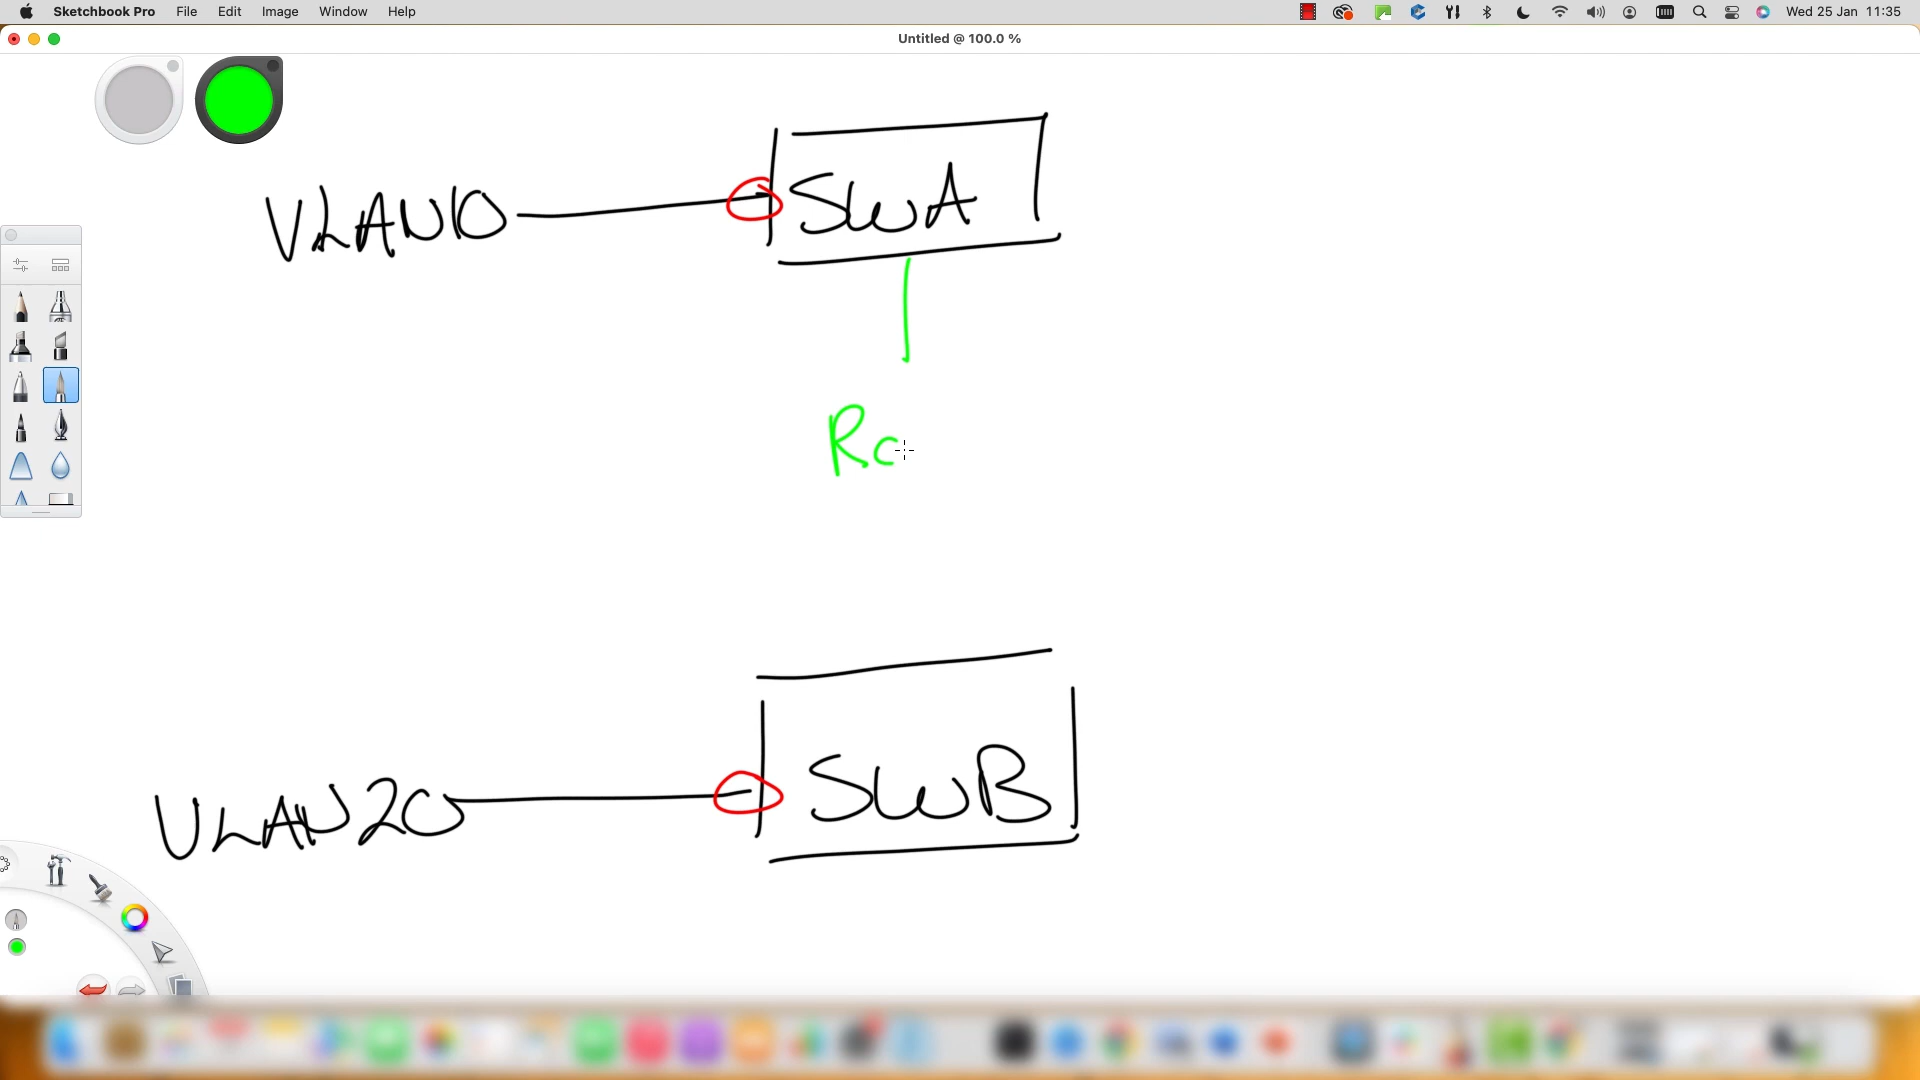 Sketchbook Pro File Edit Image Window Help Wed 25 Jan 11:35
Untitled @ 100.0 %
VLAN10 SWA
Ro
VLAN20 SWB